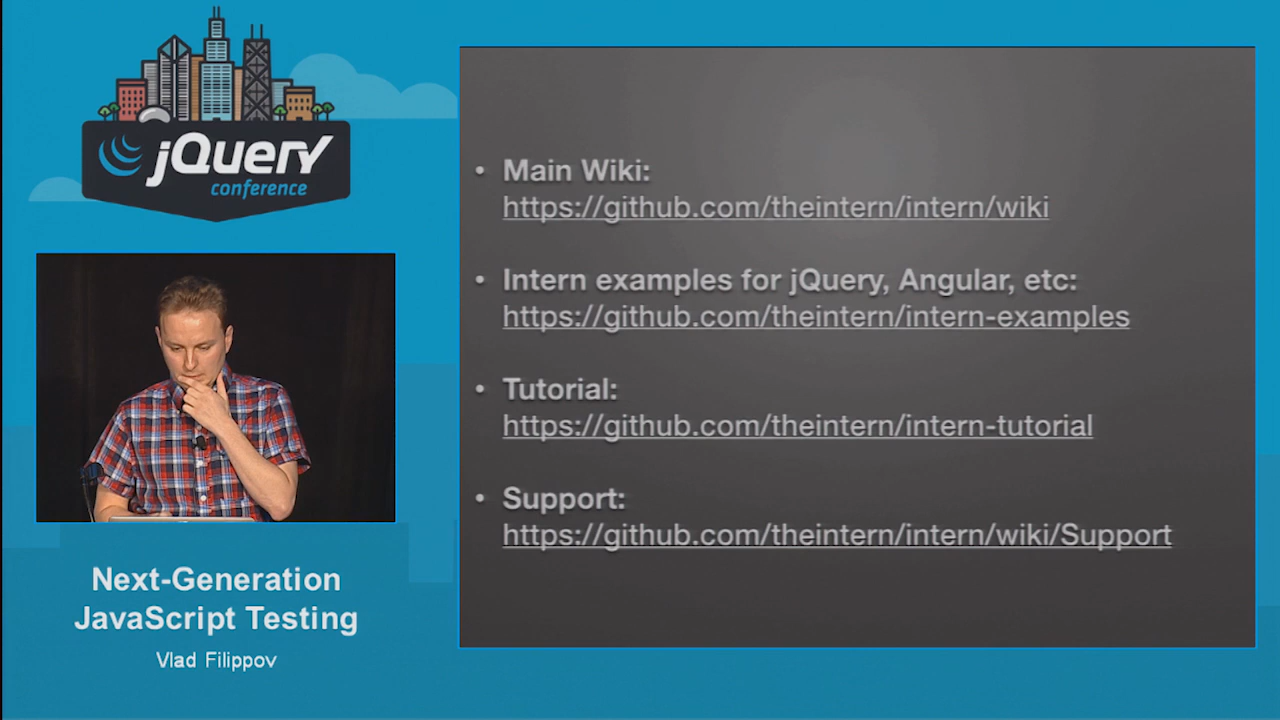 jQuery
conference
Next-Generation
JavaScript Testing
Vlad Filippov
• Main Wiki:
https://github.com/theintern/intern/wiki
• Intern examples for jQuery, Angular, etc:
https://github.com/theintern/intern-examples
• Tutorial:
https://github.com/theintern/intern-tutorial
• Support:
https://github.com/theintern/intern/wiki/Support